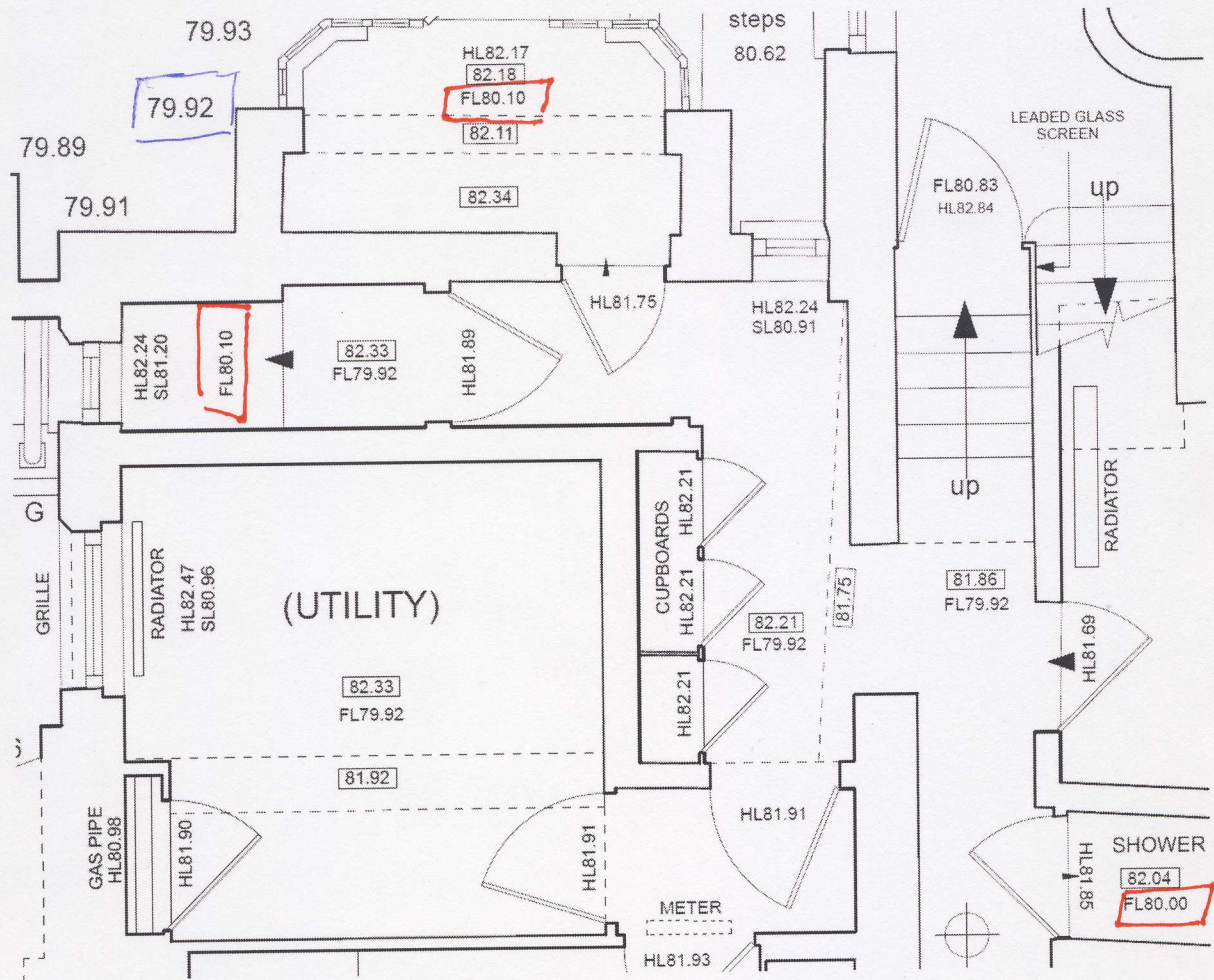 79.93
steps
80.62
HL82.17
82.18
FL80.10
79.92
82.11
79.89
79.91
82.34
LEADED GLASS
SCREEN
FL80.83
HL82.84
up
HL81.75
HL82.24
SL80.91
HL82.24
SL81.20
FL80.10
82.33
FL79.92
HL81.89
up
RADIATOR
G
GRILLE
RADIATOR
HL82.47
SL80.96
(UTILITY)
CUPBOARDS
HL82.21
HL82.21
HL82.21
82.21
FL79.92
81.75
81.86
FL79.92
HL81.69
82.33
FL79.92
81.92
GAS PIPE
HL80.98
HL81.90
HL81.91
HL81.91
METER
HL81.93
SHOWER
HL81.85
82.04
FL80.00